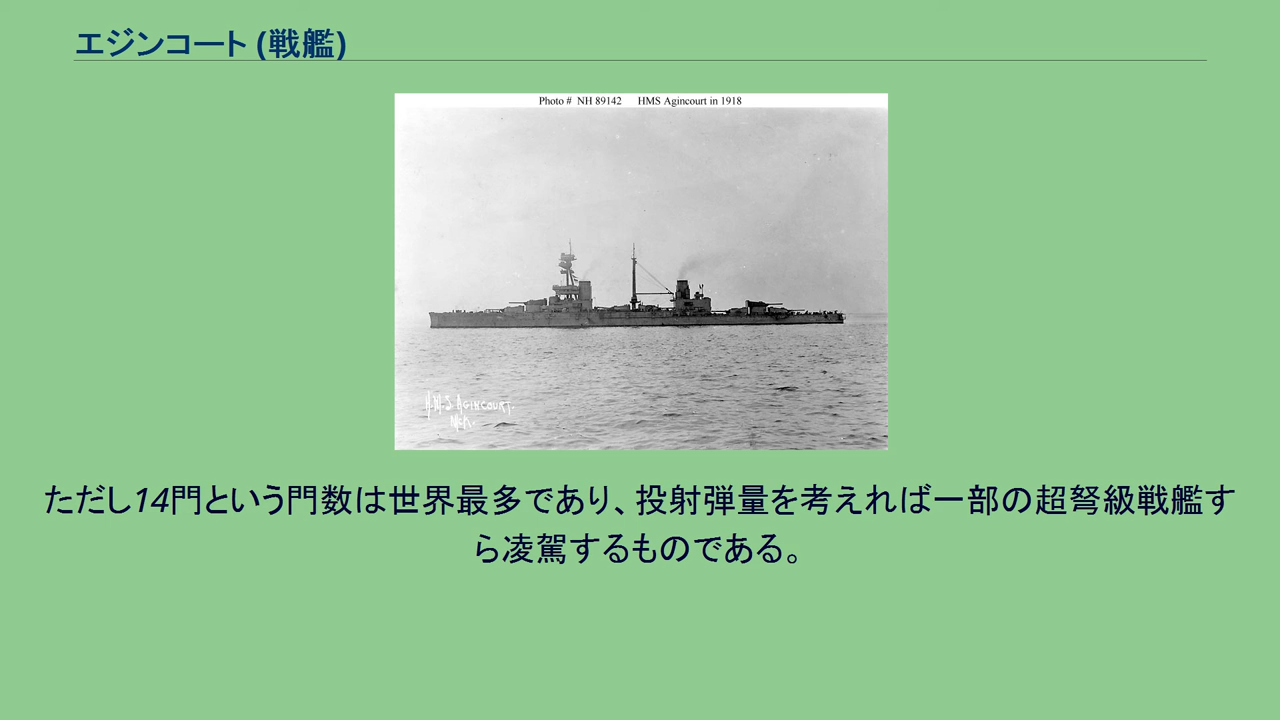 エジンコート (戦艦)
Photo # NH 89142 HMS Agincourt in 1918
H.M.S AGINCOURT.
McK.
ただし14門という門数は世界最多であり、投射弾量を考えれば一部の超弩級戦艦す
ら凌駕するものである。